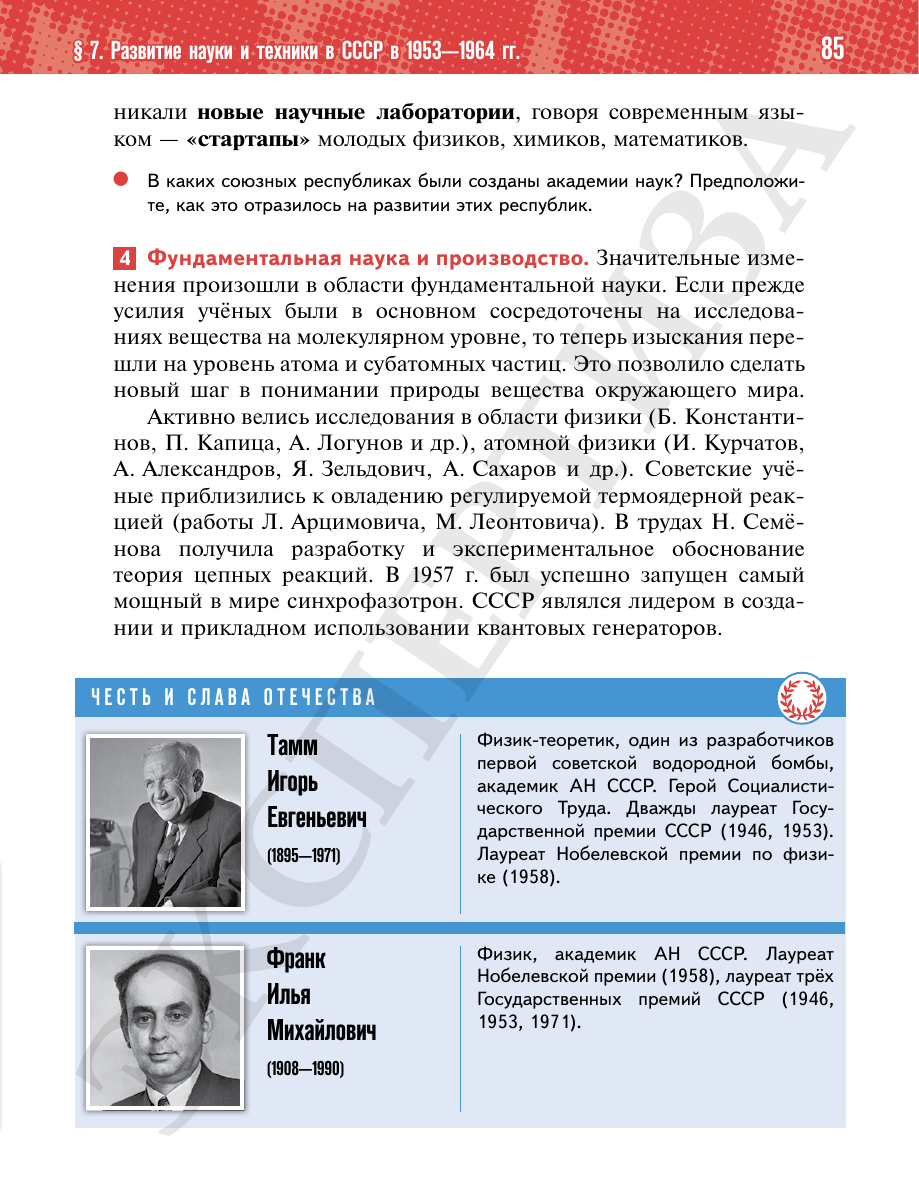 § 7. Развитие науки и техники в СССР в 1953—1964 гг.
85
никали новые научные лаборатории, говоря современным язы-
ком — «стартапы» молодых физиков, химиков, математиков.
В каких союзных республиках были созданы академии наук? Предположи-
те, как это отразилось на развитии этих республик.
4 Фундаментальная наука и производство. Значительные изме-
нения произошли в области фундаментальной науки. Если прежде
усилия учёных были в основном сосредоточены на исследова-
ниях вещества на молекулярном уровне, то теперь изыскания пере-
шли на уровень атома и субатомных частиц. Это позволило сделать
новый шаг в понимании природы вещества окружающего мира.
Активно велись исследования в области физики (Б. Константи-
нов, П. Капица, А. Логунов и др.), атомной физики (И. Курчатов,
А. Александров, Я. Зельдович, А. Сахаров и др.). Советские учё-
ные приблизились к овладению регулируемой термоядерной реак-
цией (работы Л. Арцимовича, М. Леонтовича). В трудах Н. Семё-
нова получила разработку и экспериментальное обоснование
теория цепных реакций. В 1957 г. был успешно запущен самый
мощный в мире синхрофазотрон. СССР являлся лидером в созда-
нии и прикладном использовании квантовых генераторов.
ЧЕСТЬ И СЛАВА ОТЕЧЕСТВА
Тамм
Игорь
Евгеньевич
(1895—1971)
Физик-теоретик, один из разработчиков
первой советской водородной бомбы,
академик АН СССР. Герой Социалисти-
ческого Труда. Дважды лауреат Госу-
дарственной премии СССР (1946, 1953).
Лауреат Нобелевской премии по физи-
ке (1958).
Франк
Илья
Михайлович
(1908—1990)
Физик, академик АН СССР. Лауреат
Нобелевской премии (1958), лауреат трёх
Государственных премий СССР (1946,
1953, 1971).
ЭКСПЕРТИЗА